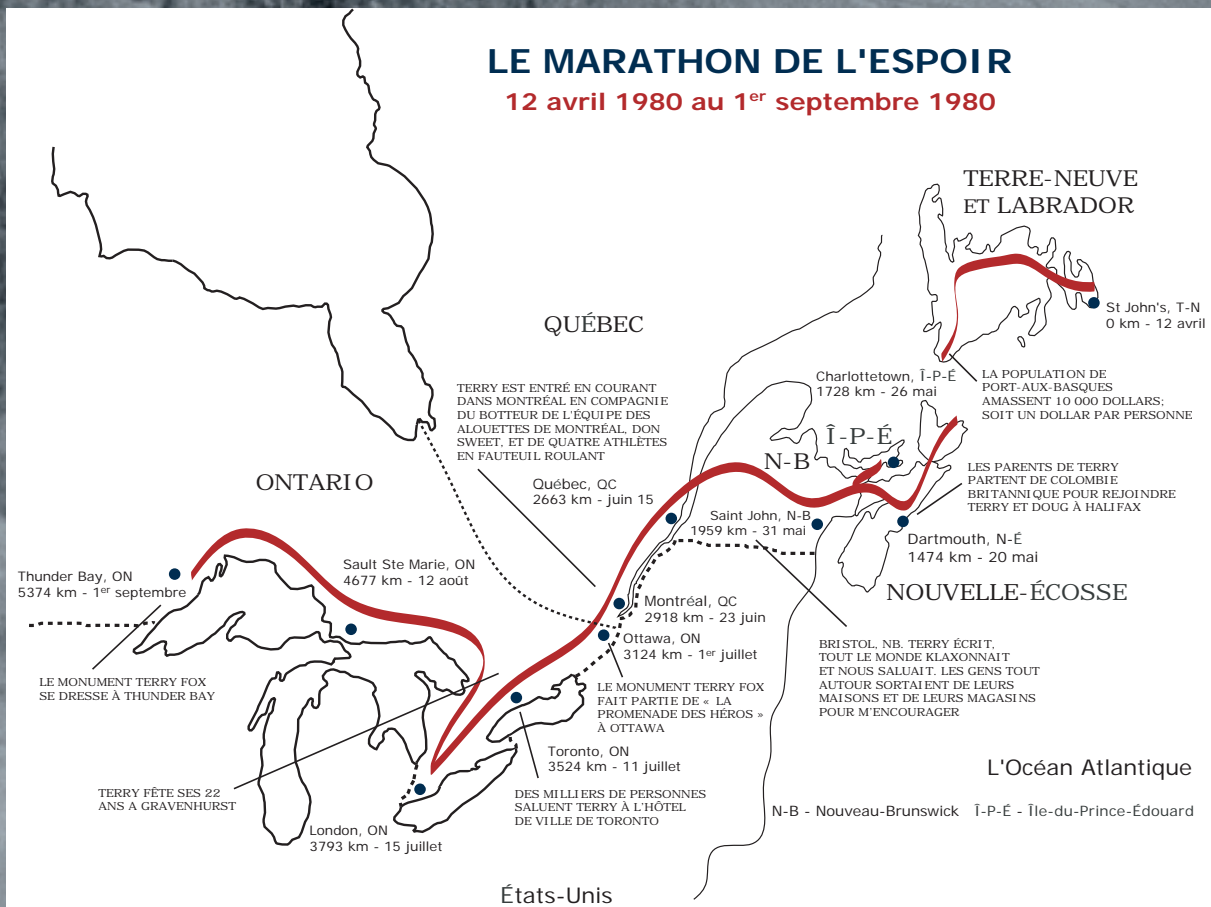 LE MARATHON DE L'ESPOIR
12 avril 1980 au 1er septembre 1980
TERRE-NEUVE
ET LABRADOR
St John's, T-N
0 km - 12 avril
QUÉBEC
TERRY EST ENTRÉ EN COURANT
DANS MONTRÉAL EN COMPAGNIE
DU BOTTEUR DE L'ÉQUIPE DES
ALOUETTES DE MONTRÉAL, DON
SWEET, ET DE QUATRE ATHLÈTES
EN FAUTEUIL ROULANT
Charlottetown, Î-P-É
1728 km - 26 mai
LA POPULATION DE
PORT-AUX-BASQUES
AMASSENT 10 000 DOLLARS;
SOIT UN DOLLAR PAR PERSONNE
Î-P-É
N-B
ONTARIO
Québec, QC
2663 km - juin 15
LES PARENTS DE TERRY
PARTENT DE COLOMBIE
BRITANNIQUE POUR REJOINDRE
TERRY ET DOUG À HALIFAX
Saint John, N-B
1959 km - 31 mai
Dartmouth, N-É
1474 km - 20 mai
Sault Ste Marie, ON
4677 km - 12 août
Thunder Bay, ON
5374 km - 1er septembre
NOUVELLE-ÉCOSSE
Montréal, QC
2918 km - 23 juin
Ottawa, ON
3124 km - 1er juillet
BRISTOL, NB. TERRY ÉCRIT,
TOUT LE MONDE KLAXONNAIT
ET NOUS SALUAIT. LES GENS TOUT
AUTOUR SORTAIENT DE LEURS
MAISONS ET DE LEURS MAGASINS
POUR M'ENCOURAGER
LE MONUMENT TERRY FOX
SE DRESSE À THUNDER BAY
LE MONUMENT TERRY FOX
FAIT PARTIE DE « LA
PROMENADE DES HÉROS »
À OTTAWA
Toronto, ON
3524 km - 11 juillet
L'Océan Atlantique
TERRY FÊTE SES 22
ANS A GRAVENHURST
DES MILLIERS DE PERSONNES
SALUENT TERRY À L'HÔTEL
DE VILLE DE TORONTO
N-B - Nouveau-Brunswick Î-P-É - Île-du-Prince-Édouard
London, ON
3793 km - 15 juillet
États-Unis